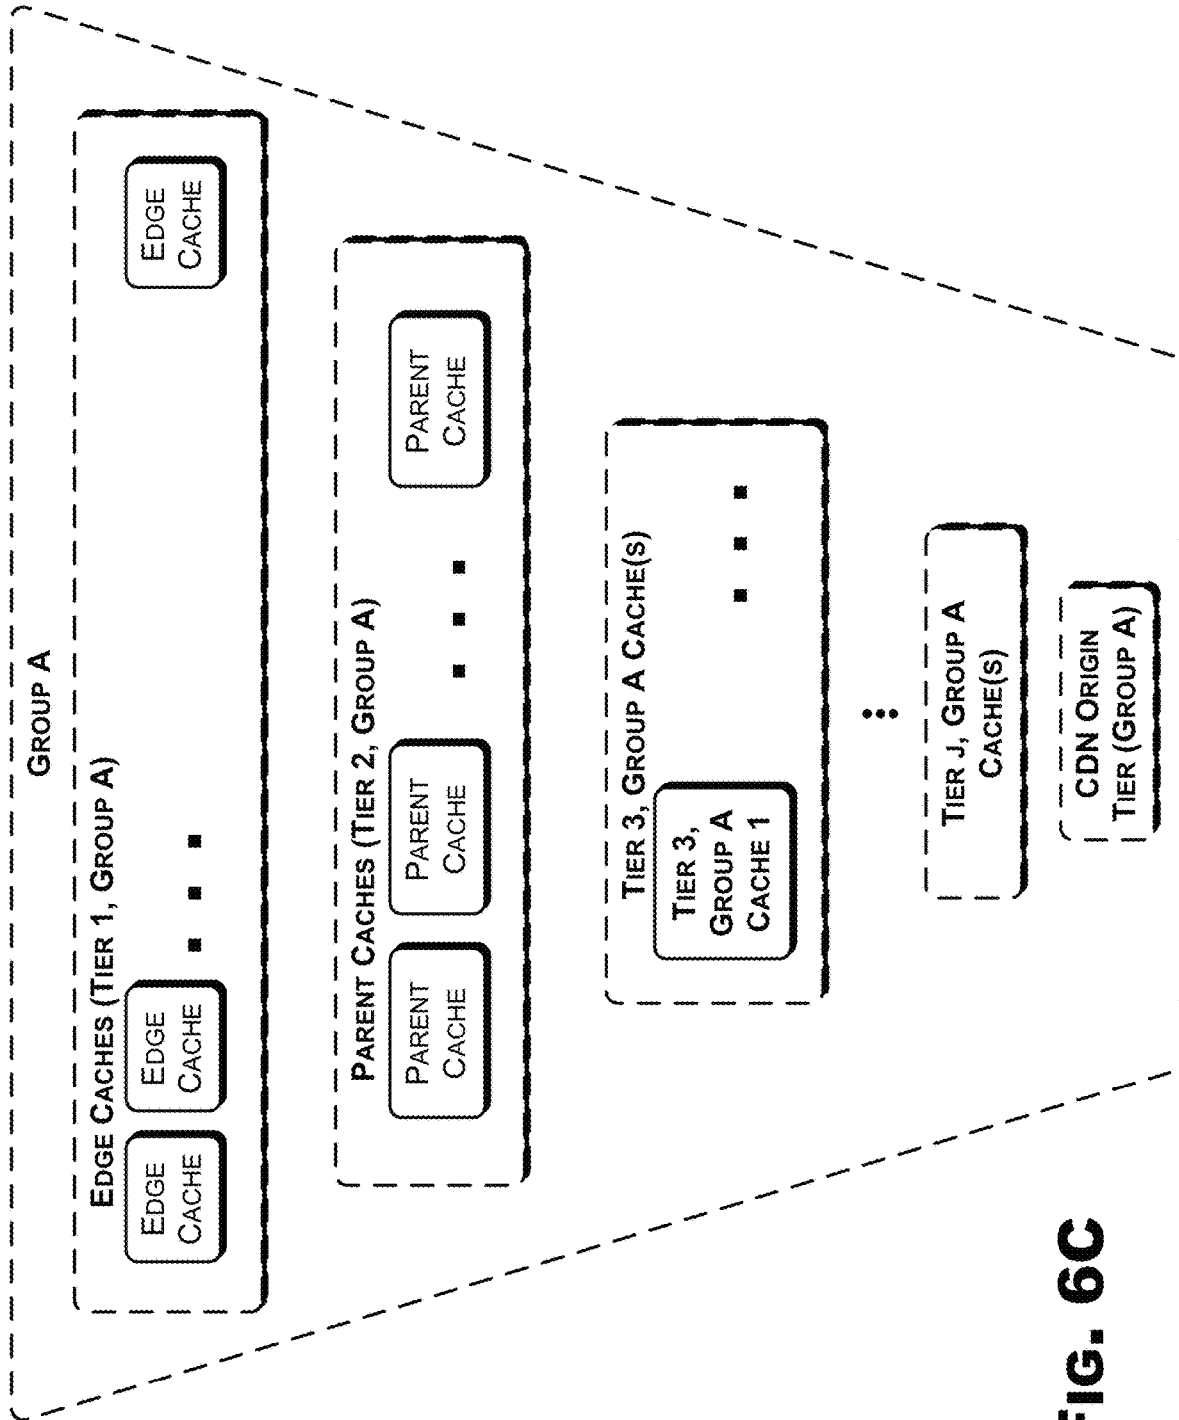 GROUP A
EDGE CACHES (TIER 1, GROUP A)
EDGE
CACHE
EDGE
CACHE
EDGE
CACHE
PARENT CACHES (TIER 2, GROUP A)
PARENT
CACHE
PARENT
CACHE
PARENT
CACHE
TIER 3, GROUP A CACHE(S)
TIER 3,
GROUP A
CACHE 1
TIER J, GROUP A
CACHE(S)
CDN ORIGIN
TIER (GROUP A)
FIG. 6C